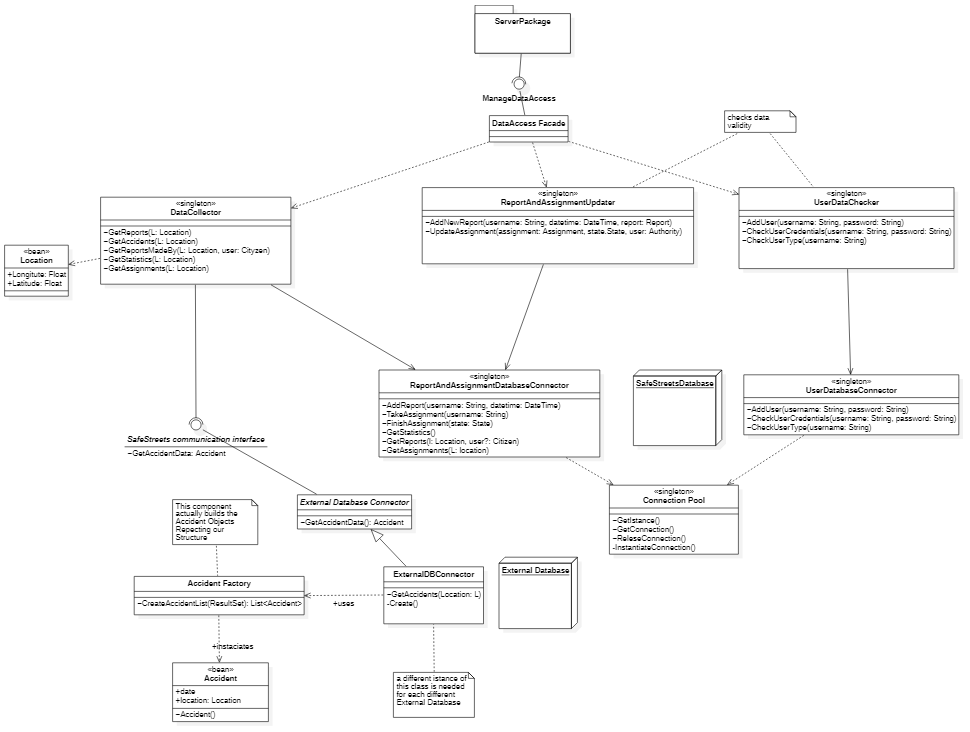 ServerPackage
ManageDataAccess
DataAccess Facade
checks data
validity
«singleton»
DataCollector
−GetReports(L: Location)
−GetAccidents(L: Location)
−GetReportsMadeBy(L: Location, user: Cityzen)
−GetStatistics(L: Location)
−GetAssignments(L: Location)
«singleton»
ReportAndAssignmentUpdater
−AddNewReport(username: String, datetime: DateTime, report: Report)
−UpdateAssignment(assignment: Assignment, state.State, user: Authority)
«singleton»
UserDataChecker
−AddUser(username: String, password: String)
−CheckUserCredentials(username: String, password: String)
−CheckUserType(username: String)
«bean»
Location
+Longitute: Float
+Latitude: Float
«singleton»
ReportAndAssignmentDatabaseConnector
−AddReport(username: String, datetime: DateTime)
−TakeAssignment(username: String)
−FinishAssignment(state: State)
−GetStatistics()
−GetReports(l: Location, user?: Citizen)
−GetAssignmennts(L: location)
SafeStreetsDatabase
«singleton»
UserDatabaseConnector
−AddUser(username: String, password: String)
−CheckUserCredentials(username: String, password: String)
−CheckUserType(username: String)
SafeStreets communication interface
−GetAccidentData: Accident
External Database Connector
−GetAccidentData(): Accident
«singleton»
Connection Pool
−GetIstance()
−GetConnection()
−ReleseConnection()
-InstantiateConnection()
This component
actually builds the
Accident Objects
Repecting our
Structure
Accident Factory
−CreateAccidentList(ResultSet): List<Accident>
+uses
ExternalDBConnector
−GetAccidents(Location: L)
-Create()
External Database
+instaciates
«bean»
Accident
+date
+location: Location
−Accident()
a different istance of
this class is needed
for each different
External Database